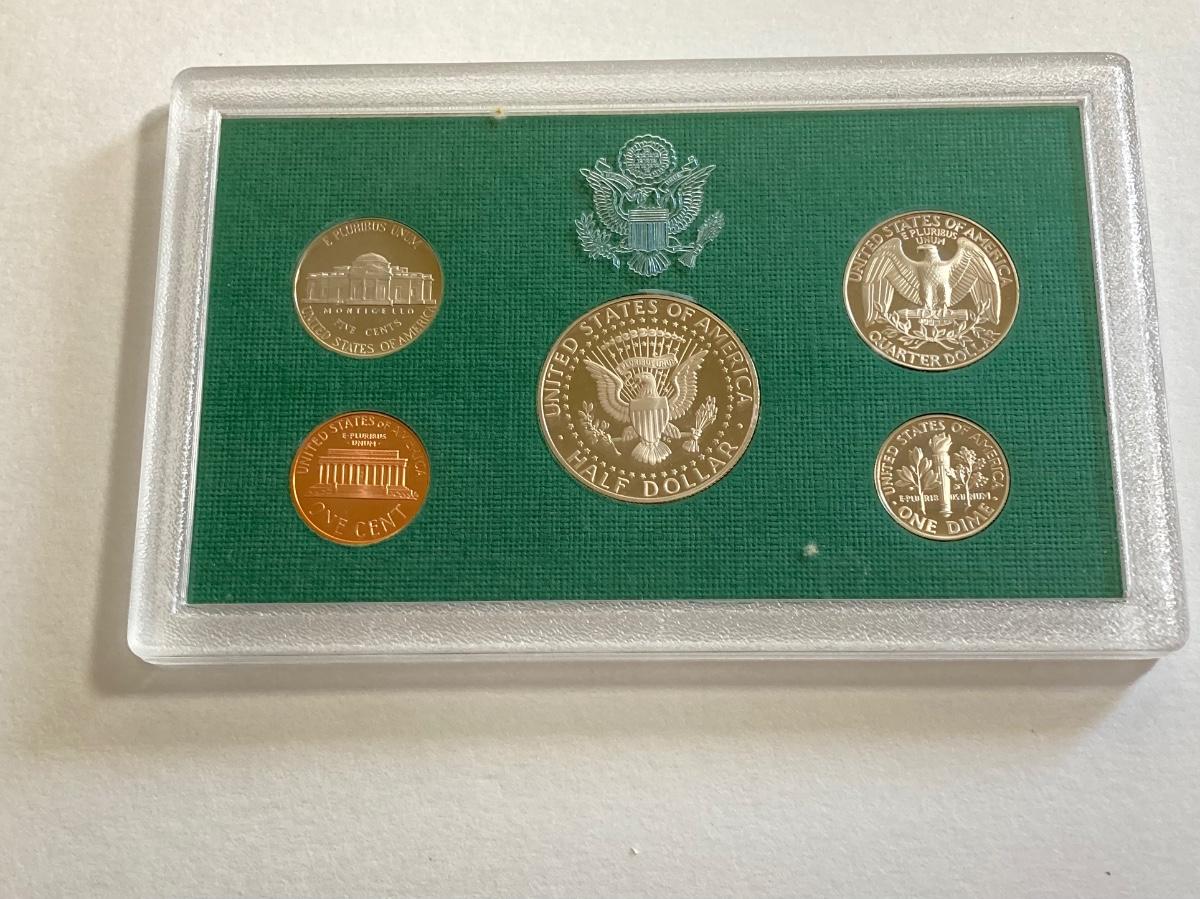 E PLURIBUS UNUM
MONTICELLO
FIVE CENTS
UNITED STATES OF AMERICA
UNITED STATES OF AMERICA
E·PLURIBUS
·UNUM·
ONE CENT
UNITED STATES OF AMERICA
· HALF DOLLAR ·
UNITED STATES OF AMERICA
E PLURIBUS
UNUM
QUARTER DOLLAR
UNITED STATES OF AMERICA
E·PLURIBUS UNUM
· ONE DIME ·